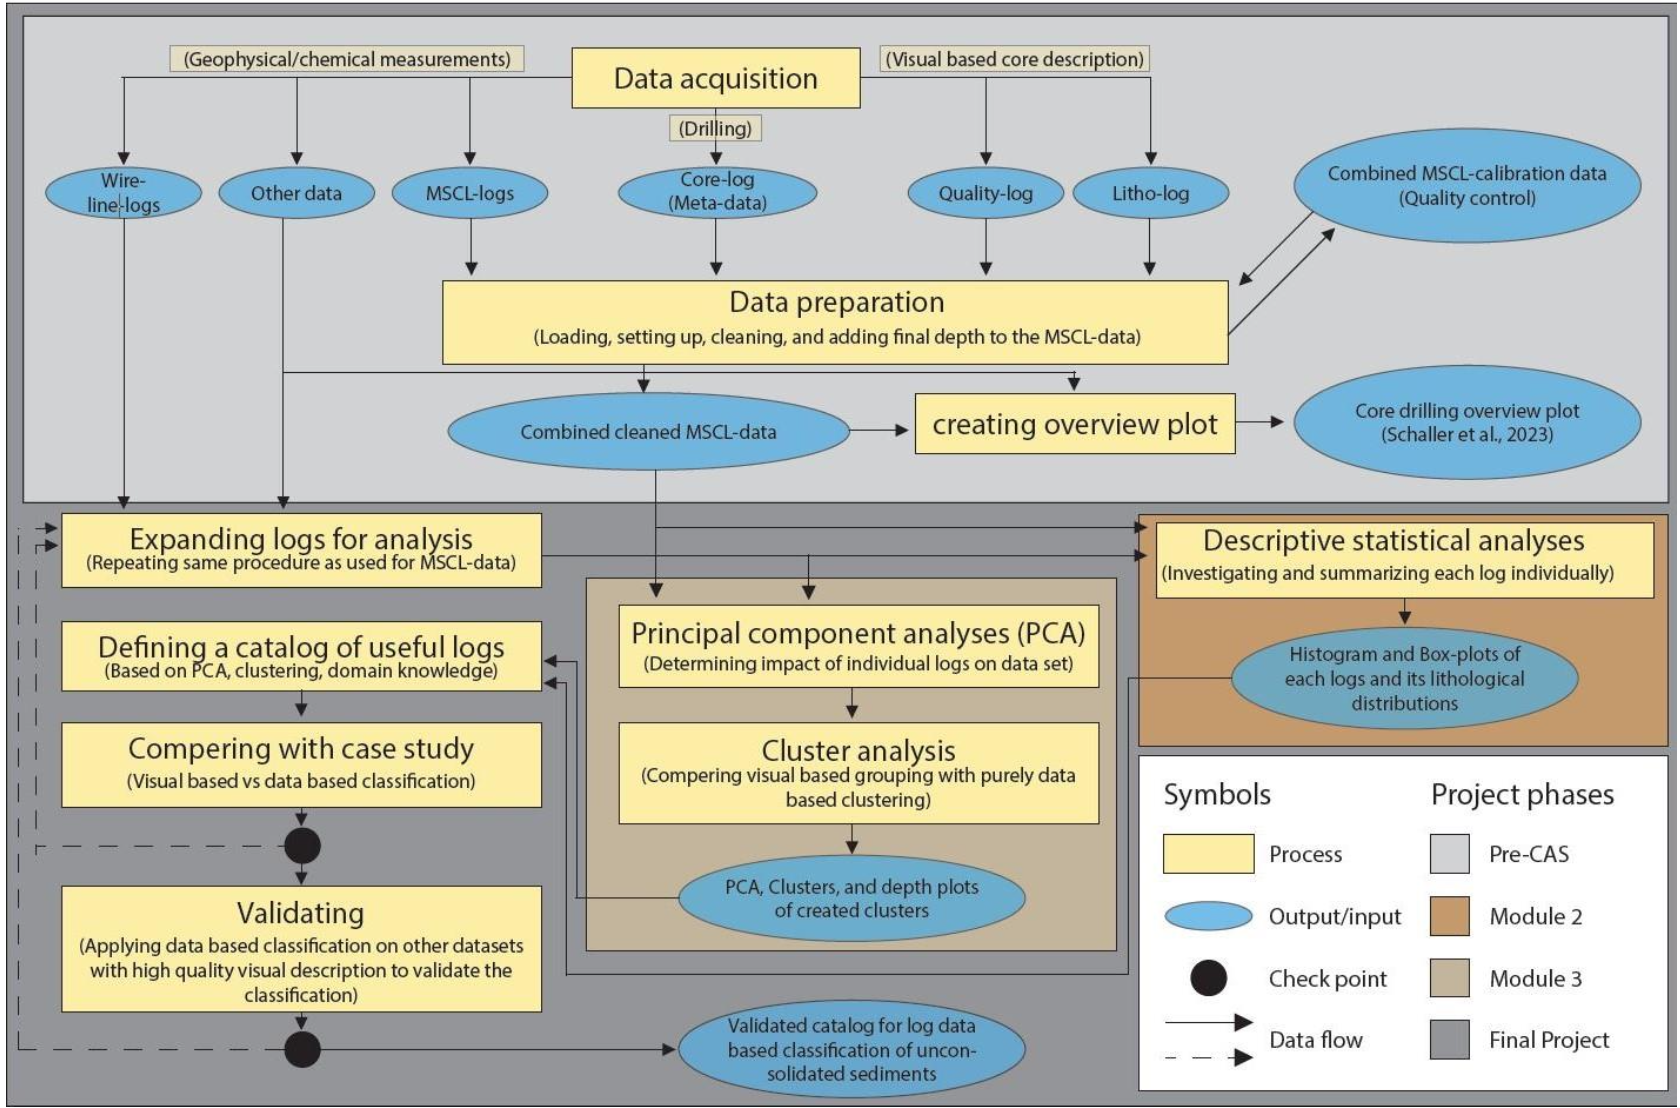 (Geophysical/chemical measurements)
Data acquisition
(Visual based core description)
(Drilling)
Wire-
line-logs
Other data
MSCL-logs
Core-log
(Meta-data)
Quality-log
Litho-log
Combined MSCL-calibration data
(Quality control)
Data preparation
(Loading, setting up, cleaning, and adding final depth to the MSCL-data)
Combined cleaned MSCL-data
creating overview plot
Core drilling overview plot
(Schaller et al., 2023)
Expanding logs for analysis
(Repeating same procedure as used for MSCL-data)
Descriptive statistical analyses
(Investigating and summarizing each log individually)
Defining a catalog of useful logs
(Based on PCA, clustering, domain knowledge)
Principal component analyses (PCA)
(Determining impact of individual logs on data set)
Histogram and Box-plots of
each logs and its lithological
distributions
Compering with case study
(Visual based vs data based classification)
Cluster analysis
(Compering visual based grouping with purely data
based clustering)
PCA, Clusters, and depth plots
of created clusters
Validating
(Applying data based classification on other datasets
with high quality visual description to validate the
classification)
Validated catalog for log data
based classification of uncon-
solidated sediments
Symbols
Process
Output/input
Check point
Data flow
Project phases
Pre-CAS
Module 2
Module 3
Final Project